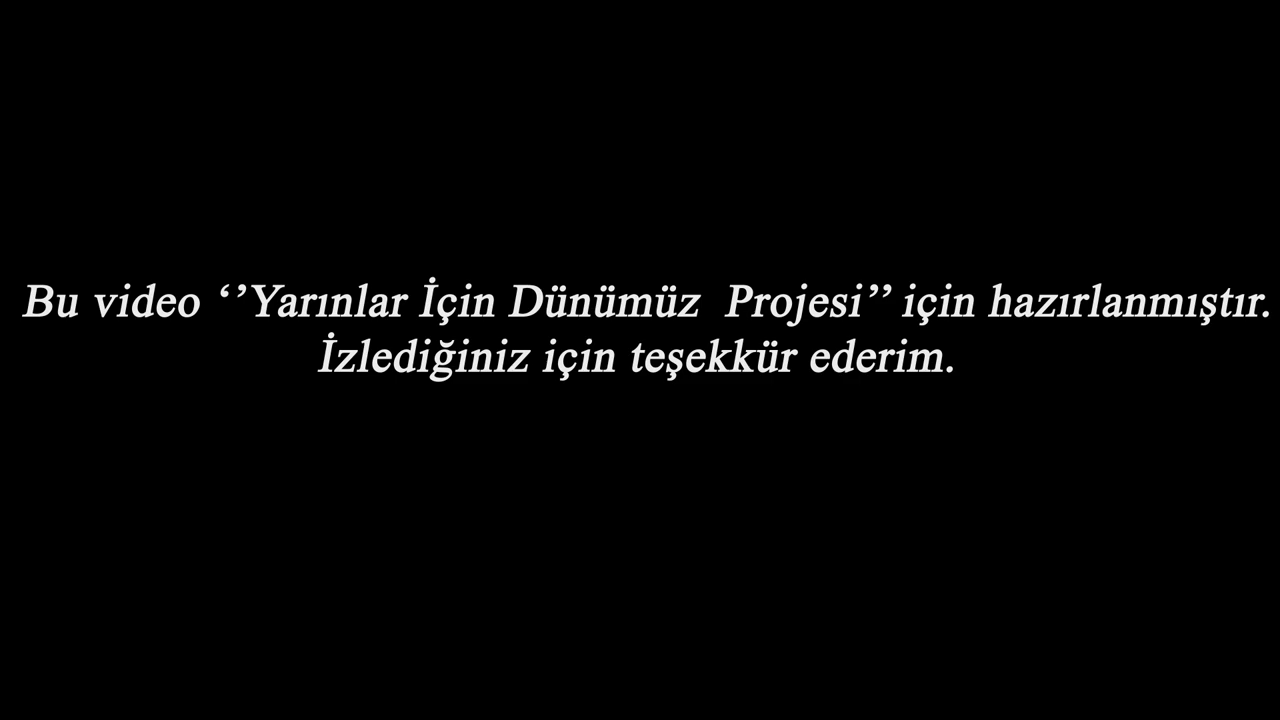 Bu video ‘’Yarınlar İçin Dünümüz  Projesi’’ için hazırlanmıştır.
İzlediğiniz için teşekkür ederim.